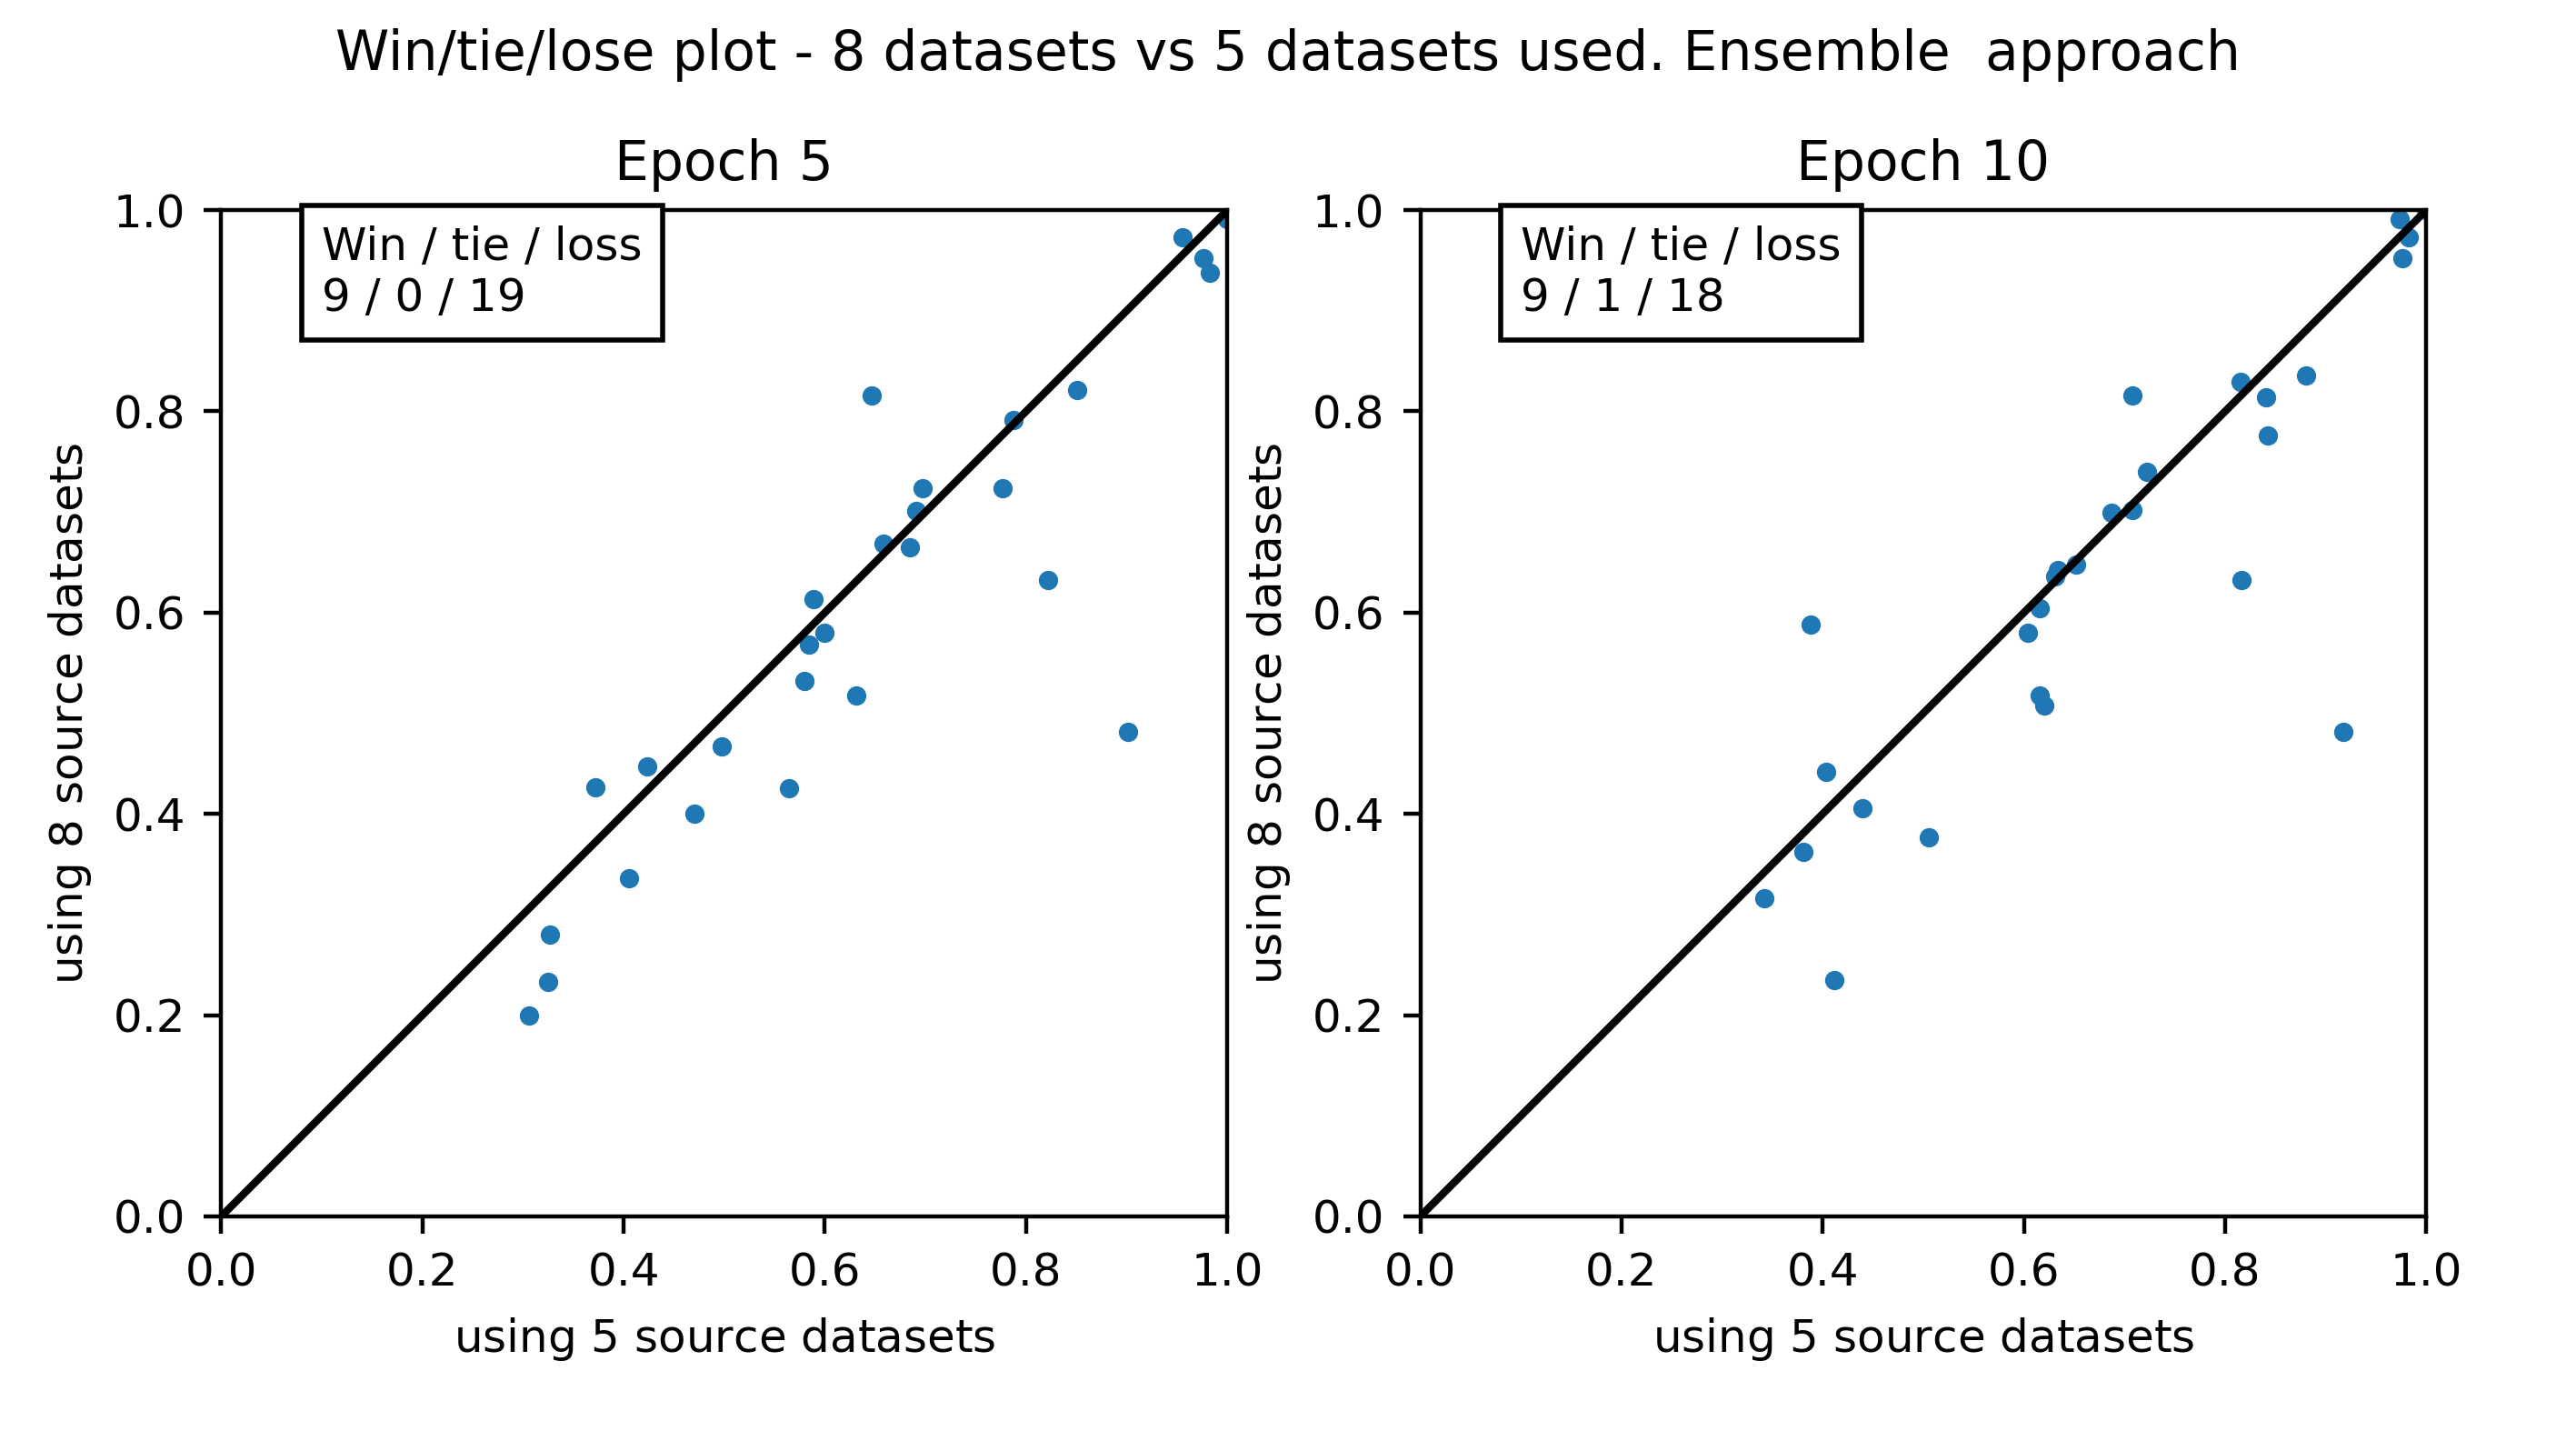 Win/tie/lose plot - 8 datasets vs 5 datasets used. Ensemble  approach
Epoch 5
Win / tie / loss
9 / 0 / 19
1.0
0.8
0.6
0.4
0.2
0.0
using 8 source datasets
0.0 0.2 0.4 0.6 0.8 1.0
using 5 source datasets
Epoch 10
Win / tie / loss
9 / 1 / 18
1.0
0.8
0.6
0.4
0.2
0.0
using 8 source datasets
0.0 0.2 0.4 0.6 0.8 1.0
using 5 source datasets